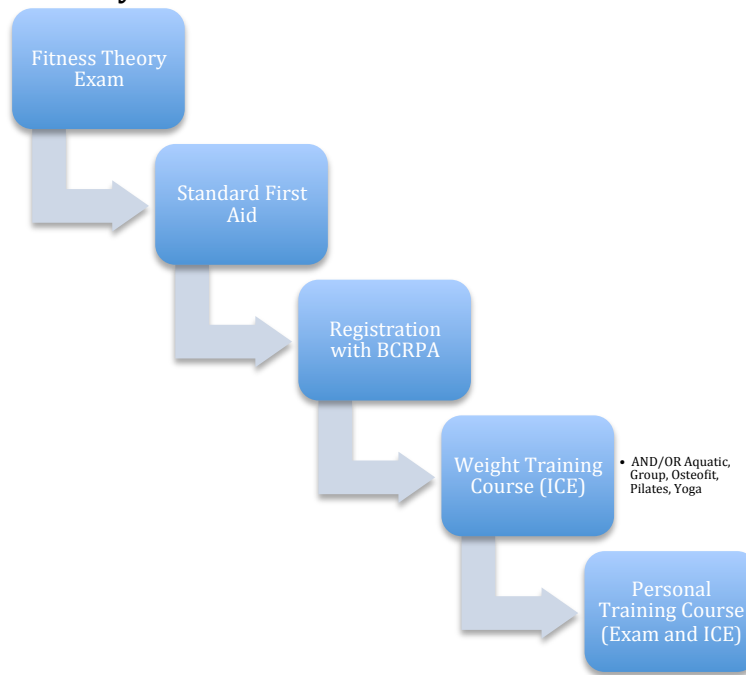 Fitness Theory
Exam
Standard First
Aid
Registration
with BCRPA
Weight Training
Course (ICE)
• AND/OR Aquatic,
Group, Osteofit,
Pilates, Yoga
Personal
Training Course
(Exam and ICE)